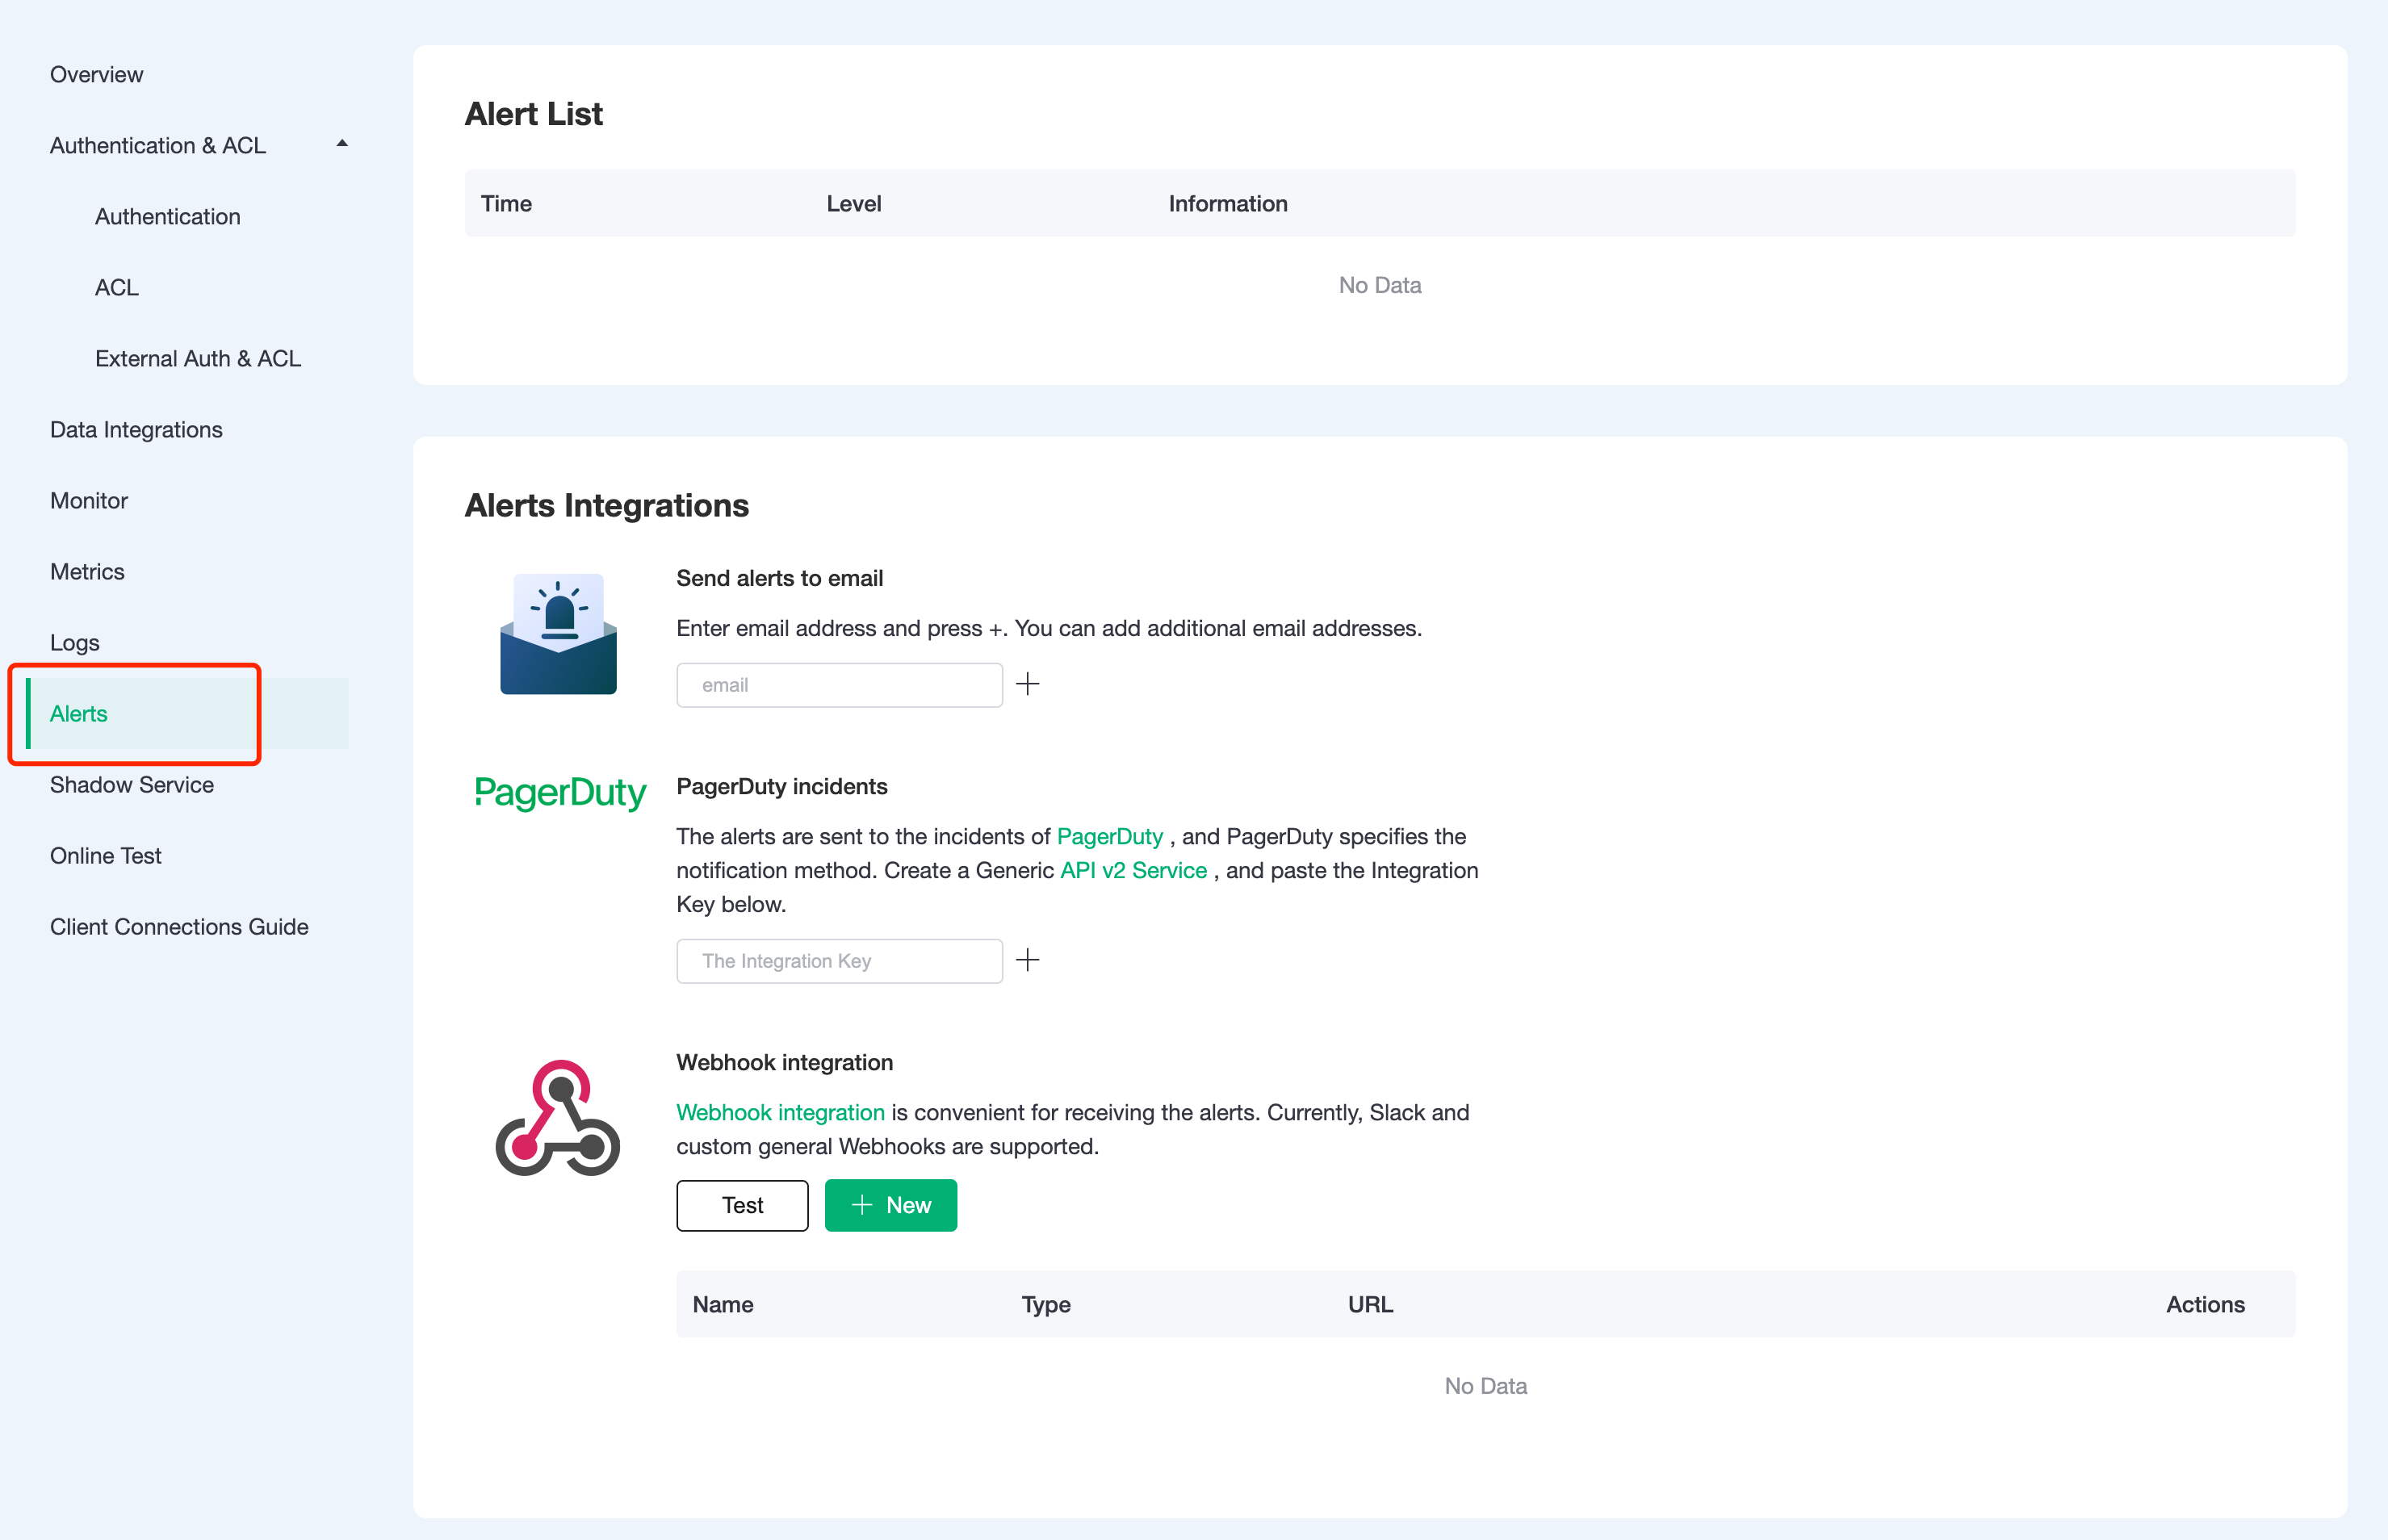 Overview
Authentication & ACL
Authentication
ACL
External Auth & ACL
Data Integrations
Monitor
Metrics
Logs
Alerts
Shadow Service
Online Test
Client Connections Guide
Alert List
Time Level Information
No Data
Alerts Integrations
Send alerts to email
Enter email address and press +. You can add additional email addresses.
email
PagerDuty
PagerDuty incidents
The alerts are sent to the incidents of PagerDuty , and PagerDuty specifies the
notification method. Create a Generic API v2 Service , and paste the Integration
Key below.
The Integration Key
Webhook integration
Webhook integration is convenient for receiving the alerts. Currently, Slack and
custom general Webhooks are supported.
Test + New
Name Type URL Actions
No Data